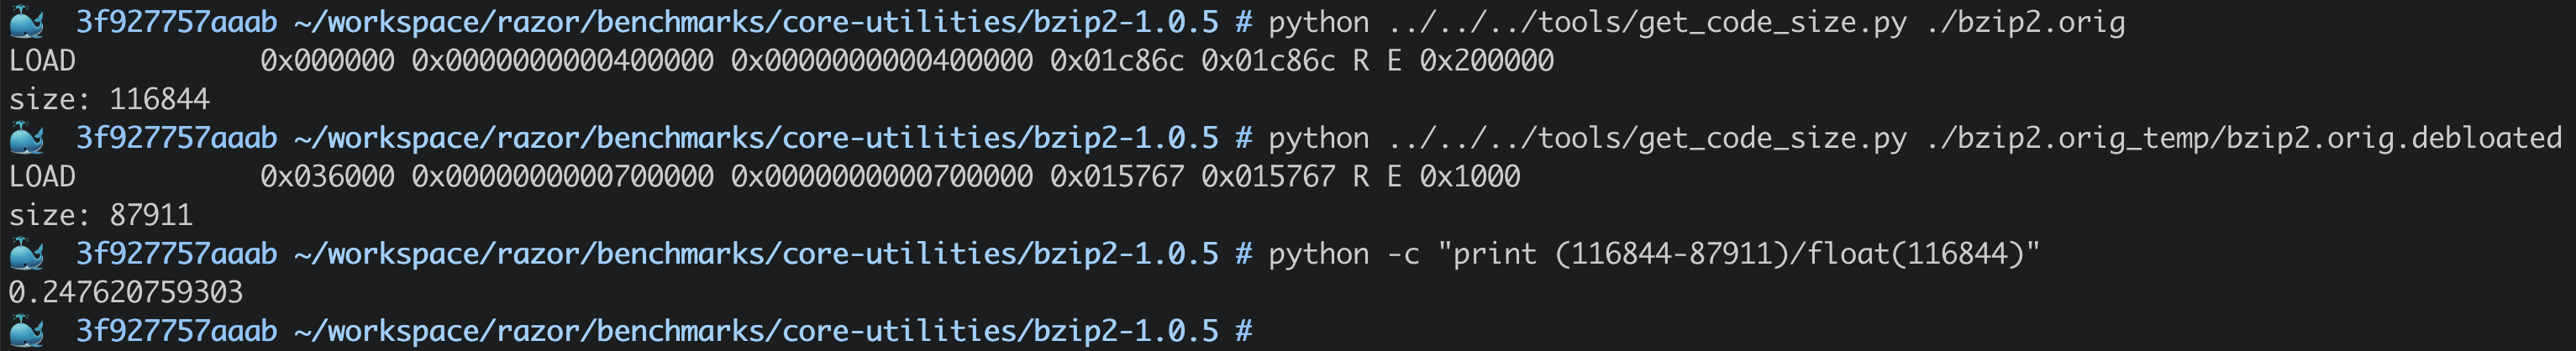 3f927757aaab ~/workspace/razor/benchmarks/core-utilities/bzip2-1.0.5 # python ../../../tools/get_code_size.py ./bzip2.orig
LOAD           0x000000 0x0000000000400000 0x0000000000400000 0x01c86c 0x01c86c R E 0x200000
size: 116844
3f927757aaab ~/workspace/razor/benchmarks/core-utilities/bzip2-1.0.5 # python ../../../tools/get_code_size.py ./bzip2.orig_temp/bzip2.orig.debloated
LOAD           0x036000 0x0000000000700000 0x0000000000700000 0x015767 0x015767 R E 0x1000
size: 87911
3f927757aaab ~/workspace/razor/benchmarks/core-utilities/bzip2-1.0.5 # python -c "print (116844-87911)/float(116844)"
0.247620759303
3f927757aaab ~/workspace/razor/benchmarks/core-utilities/bzip2-1.0.5 #